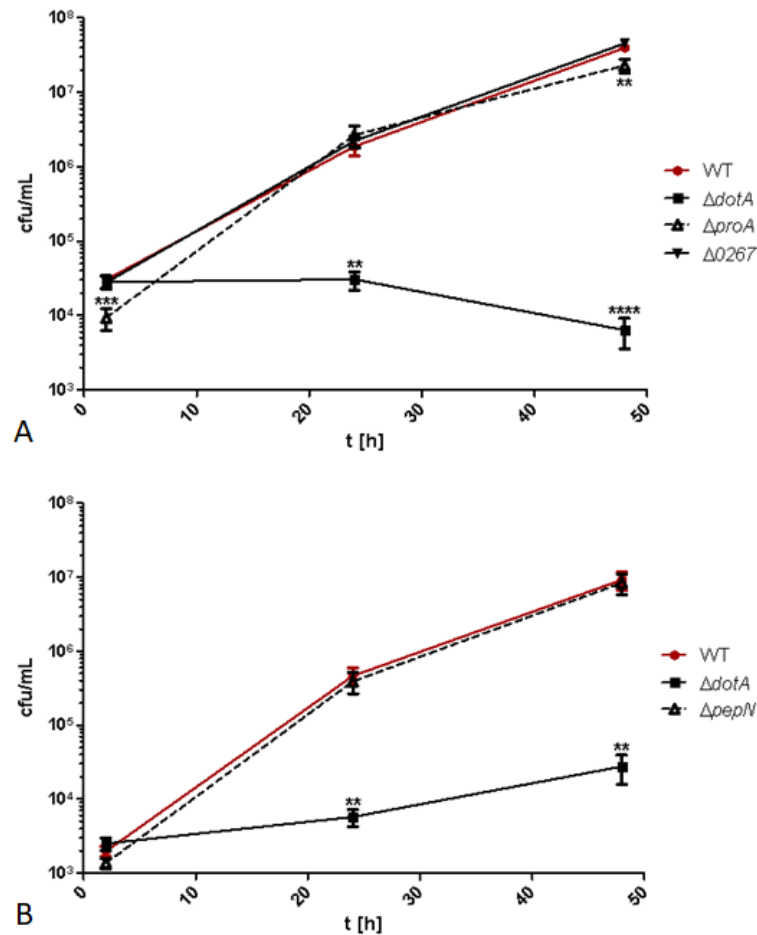 10⁸
10⁷
10⁶
10⁵
10⁴
10³
cfu/mL
**
**
***
****
0
10
20
30
40
50
t [h]
WT
ΔdotA
ΔproA
Δ0267
A
10⁸
10⁷
10⁶
10⁵
10⁴
10³
cfu/mL
**
**
0
10
20
30
40
50
t [h]
WT
ΔdotA
ΔpepN
B